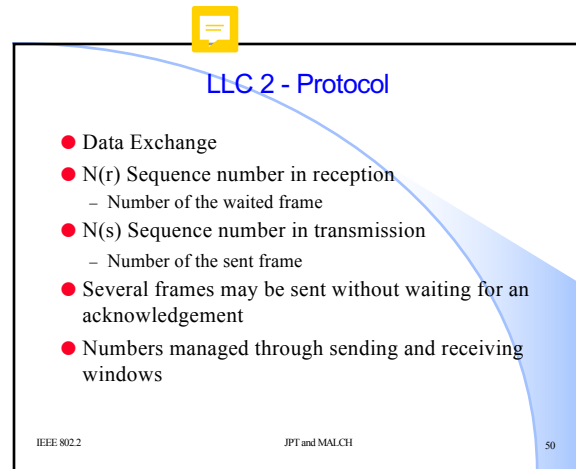 LLC 2 - Protocol
● Data Exchange
● N(r) Sequence number in reception
– Number of the waited frame
● N(s) Sequence number in transmission
– Number of the sent frame
● Several frames may be sent without waiting for an
acknowledgement
● Numbers managed through sending and receiving
windows
IEEE 802.2 JPT and MALCH 50